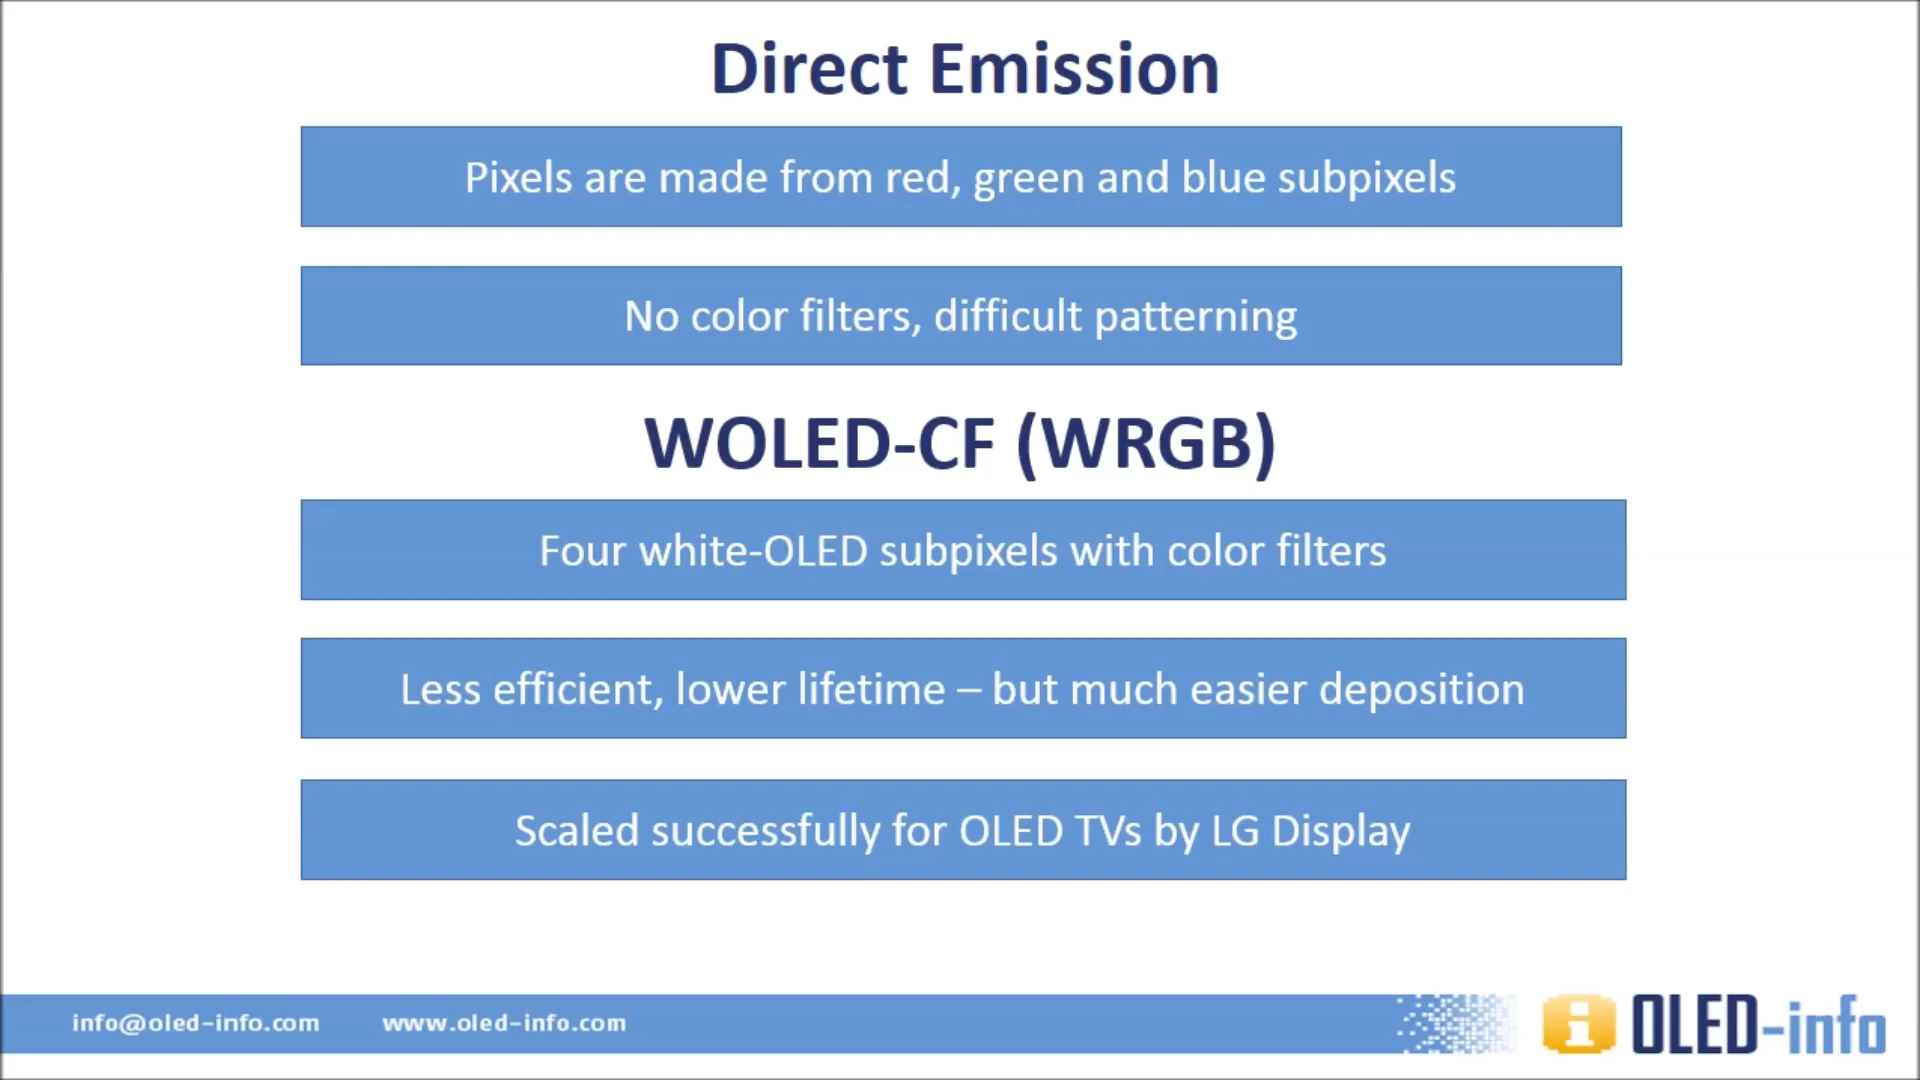 Direct Emission
Pixels are made from red, green and blue subpixels
No color filters, difficult patterning
WOLED-CF (WRGB)
Four white-OLED subpixels with color filters
Less efficient, lower lifetime – but much easier deposition
Scaled successfully for OLED TVs by LG Display
info@oled-info.com www.oled-info.com
i OLED-info